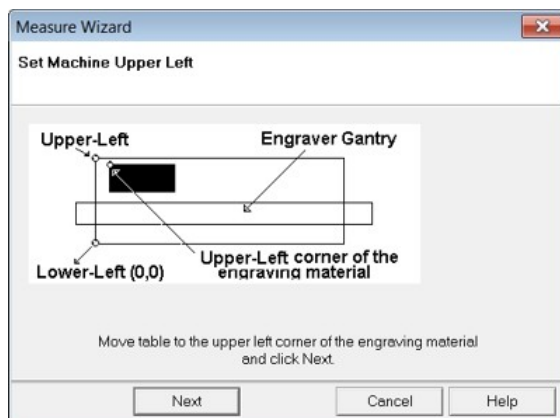 Measure Wizard
Set Machine Upper Left
Upper-Left
Engraver Gantry
Lower-Left (0,0)
Upper-Left corner of the
engraving material
Move table to the upper left corner of the engraving material
and click Next.
Next
Cancel
Help